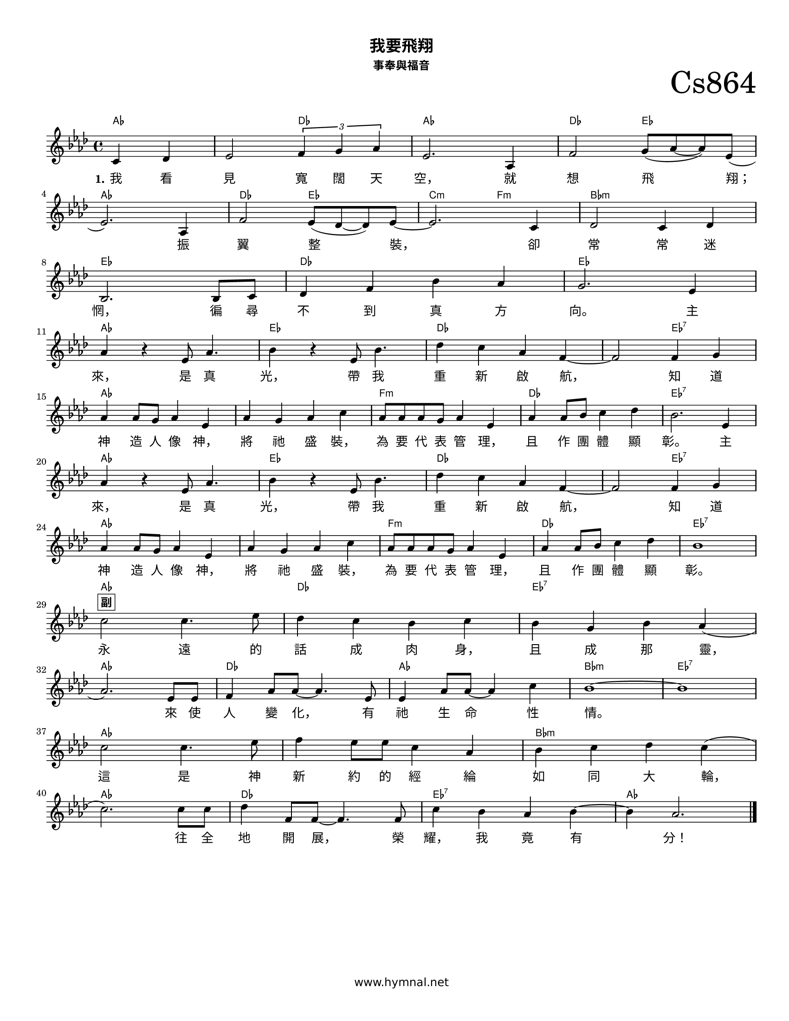 我要飛翔
事奉與福音
Cs864
A♭ D♭ 3 A♭ D♭ E♭
1. 我 看 見 寬 闊 天 空， 就 想 飛 翔；
4 A♭ D♭ E♭ Cm Fm B♭m
振 翼 整 裝， 卻 常 常 迷
8 E♭ D♭ E♭
惘， 徧 尋 不 到 真 方 向。 主
11 A♭ E♭ D♭ E♭7
來， 是 真 光， 帶 我 重 新 啟 航， 知 道
15 A♭ Fm D♭ E♭7
神 造 人 像 神， 將 祂 盛 裝， 為 要 代 表 管 理， 且 作 團 體 顯 彰。 主
20 A♭ E♭ D♭ E♭7
來， 是 真 光， 帶 我 重 新 啟 航， 知 道
24 A♭ Fm D♭ E♭7
神 造 人 像 神， 將 祂 盛 裝， 為 要 代 表 管 理， 且 作 團 體 顯 彰。
29 A♭ D♭ E♭7
副
永 遠 的 話 成 肉 身， 且 成 那 靈，
32 A♭ D♭ A♭ B♭m E♭7
來 使 人 變 化， 有 祂 生 命 性 情。
37 A♭ B♭m
這 是 神 新 約 的 經 綸 如 同 大 輪，
40 A♭ D♭ E♭7 A♭
往 全 地 開 展， 榮 耀， 我 竟 有 分！
www.hymnal.net